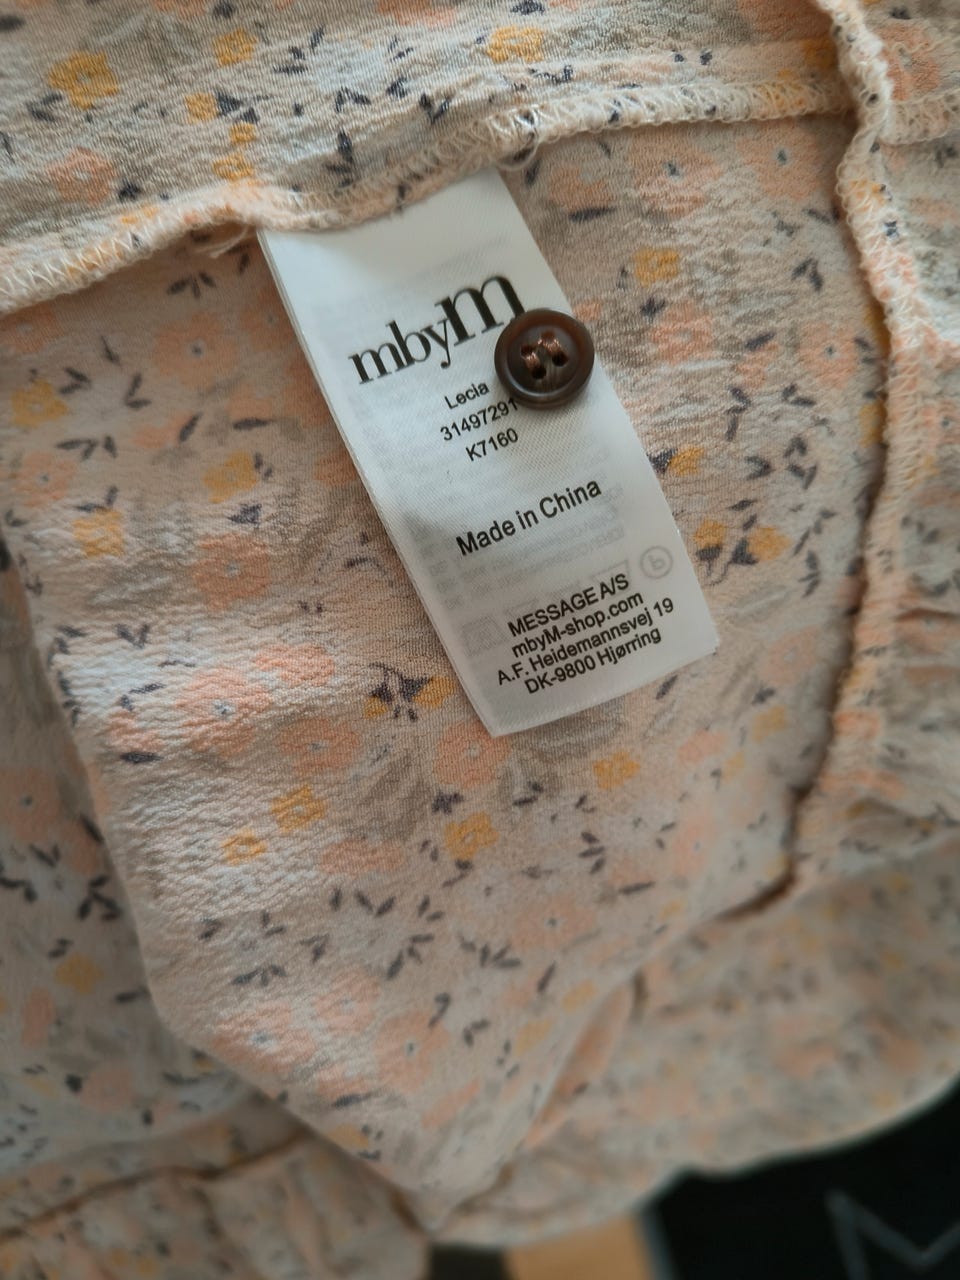 mbyM
Lecia
31497291
K7160
Made in China
P
MESSAGE A/S
mbyM-shop.com
A.F. Heidemannsvej 19
DK-9800 Hjørring